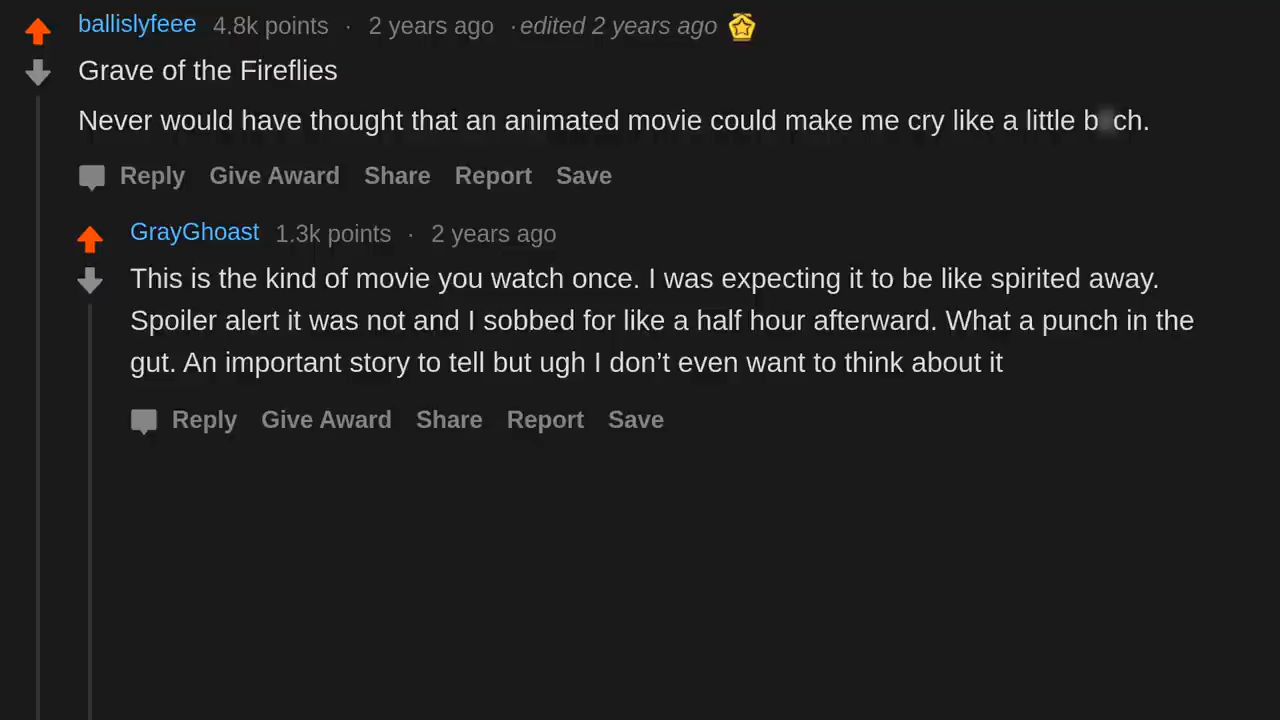 ballislyfeee 4.8k points · 2 years ago · edited 2 years ago
Grave of the Fireflies
Never would have thought that an animated movie could make me cry like a little b ch.
Reply Give Award Share Report Save
GrayGhoast 1.3k points · 2 years ago
This is the kind of movie you watch once. I was expecting it to be like spirited away.
Spoiler alert it was not and I sobbed for like a half hour afterward. What a punch in the
gut. An important story to tell but ugh I don’t even want to think about it
Reply Give Award Share Report Save